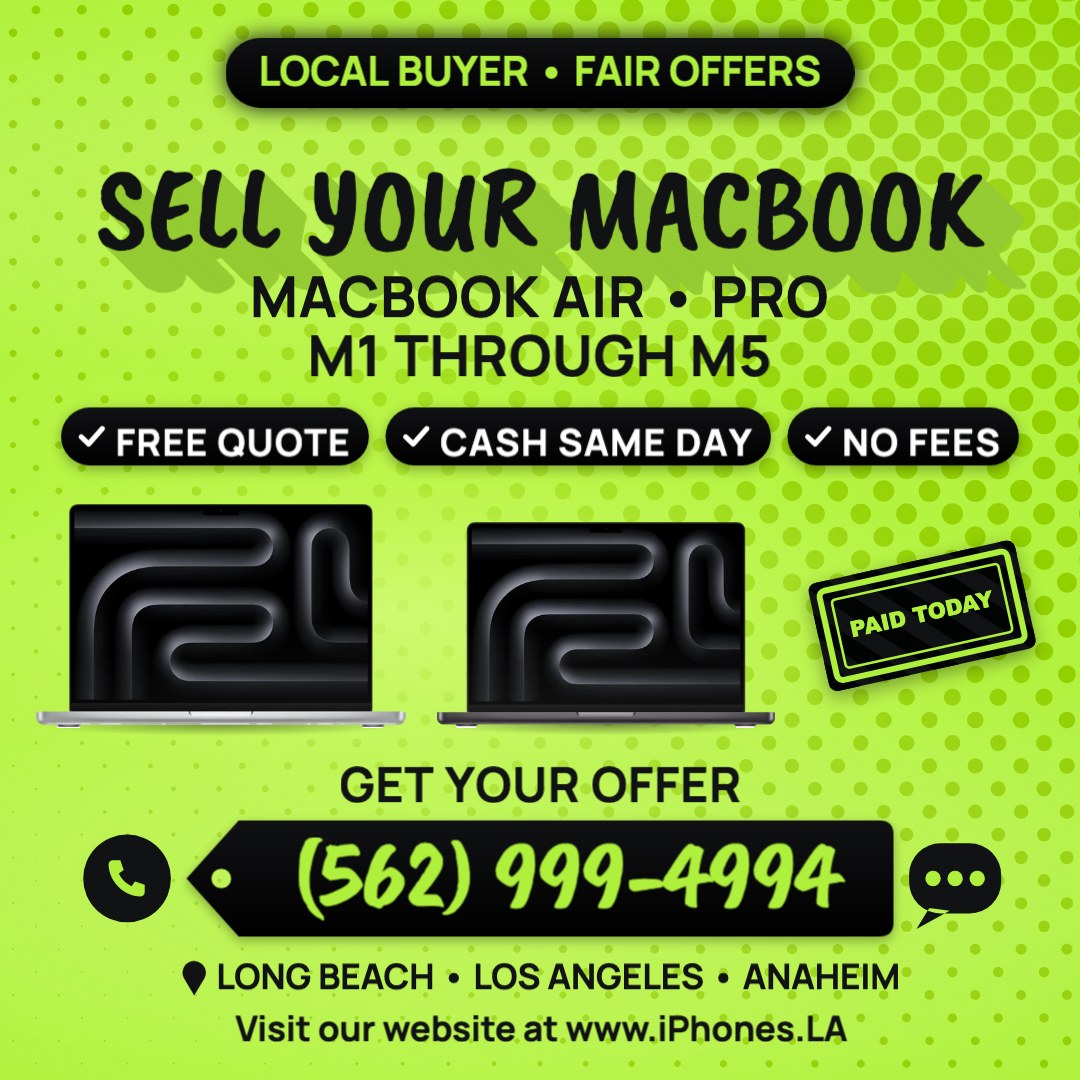 LOCAL BUYER • FAIR OFFERS
SELL YOUR MACBOOK
MACBOOK AIR • PRO
M1 THROUGH M5
FREE QUOTE
CASH SAME DAY
NO FEES
PAID TODAY
GET YOUR OFFER
(562) 999-4994
LONG BEACH • LOS ANGELES • ANAHEIM
Visit our website at www.iPhones.LA